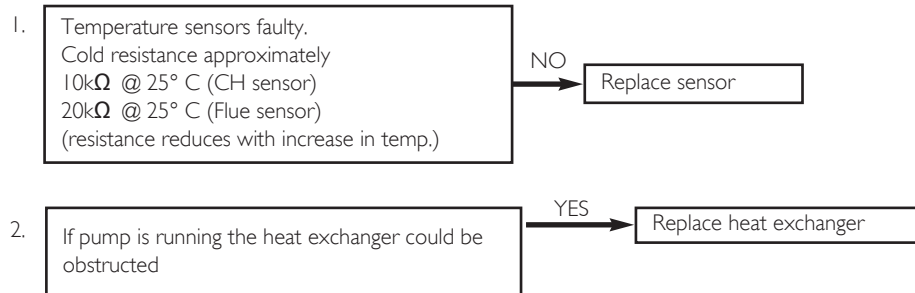 1.
Temperature sensors faulty.
Cold resistance approximately
10kΩ @ 25° C (CH sensor)
20kΩ @ 25° C (Flue sensor)
(resistance reduces with increase in temp.)
NO
Replace sensor
2.
If pump is running the heat exchanger could be
obstructed
YES
Replace heat exchanger